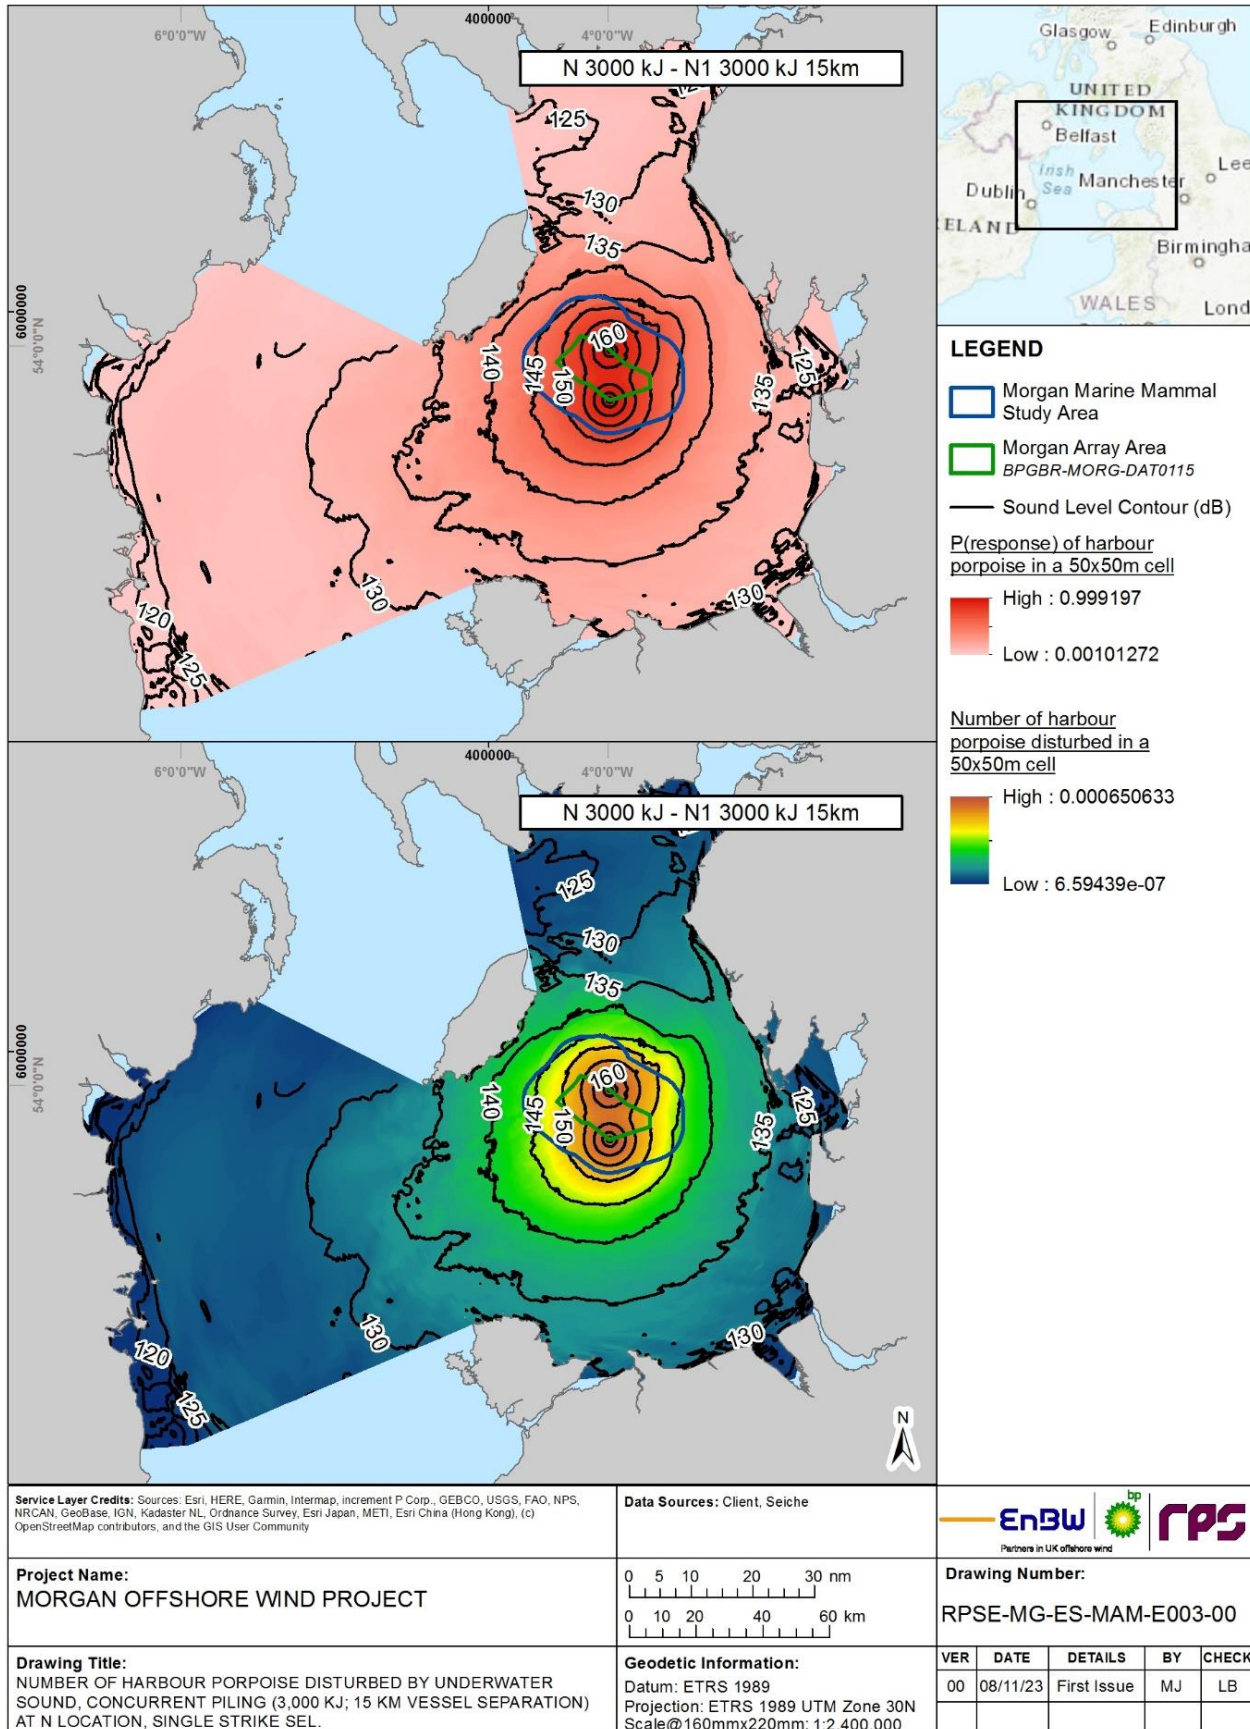 400000
6°0'0"W
4°0'0"W
N 3000 kJ - N1 3000 kJ 15km
125
125
130
135
6000000
54°0'0"N
160
140
145
150
125
135
130
130
120
125
400000
6°0'0"W
4°0'0"W
N 3000 kJ - N1 3000 kJ 15km
125
130
135
6000000
54°0'0"N
160
140
145
150
125
135
130
130
120
125
N
Glasgow
Edinburgh
UNITED
KINGDOM
Belfast
Irish
Sea
Manchester
Lee
Dublin
ELAND
Birmingha
WALES
Lond
LEGEND
Morgan Marine Mammal
Study Area
Morgan Array Area
BPGBR-MORG-DAT0115
Sound Level Contour (dB)
P(response) of harbour
porpoise in a 50x50m cell
High : 0.999197
Low : 0.00101272
Number of harbour
porpoise disturbed in a
50x50m cell
High : 0.000650633
Low : 6.59439e-07
Service Layer Credits: Sources: Esri, HERE, Garmin, Intermap, increment P Corp., GEBCO, USGS, FAO, NPS,
NRCAN, GeoBase, IGN, Kadaster NL, Ordnance Survey, Esri Japan, METI, Esri China (Hong Kong), (c)
OpenStreetMap contributors, and the GIS User Community
Data Sources: Client, Seiche
EnBW
bp
rps
Partners in UK offshore wind
Project Name:
MORGAN OFFSHORE WIND PROJECT
0 5 10 20 30 nm
0 10 20 40 60 km
Drawing Number:
RPSE-MG-ES-MAM-E003-00
Drawing Title:
NUMBER OF HARBOUR PORPOISE DISTURBED BY UNDERWATER
SOUND, CONCURRENT PILING (3,000 KJ; 15 KM VESSEL SEPARATION)
AT N LOCATION, SINGLE STRIKE SEL.
Geodetic Information:
Datum: ETRS 1989
Projection: ETRS 1989 UTM Zone 30N
Scale@160mmx220mm: 1:2,400,000
VER DATE DETAILS BY CHECK
00 08/11/23 First Issue MJ LB